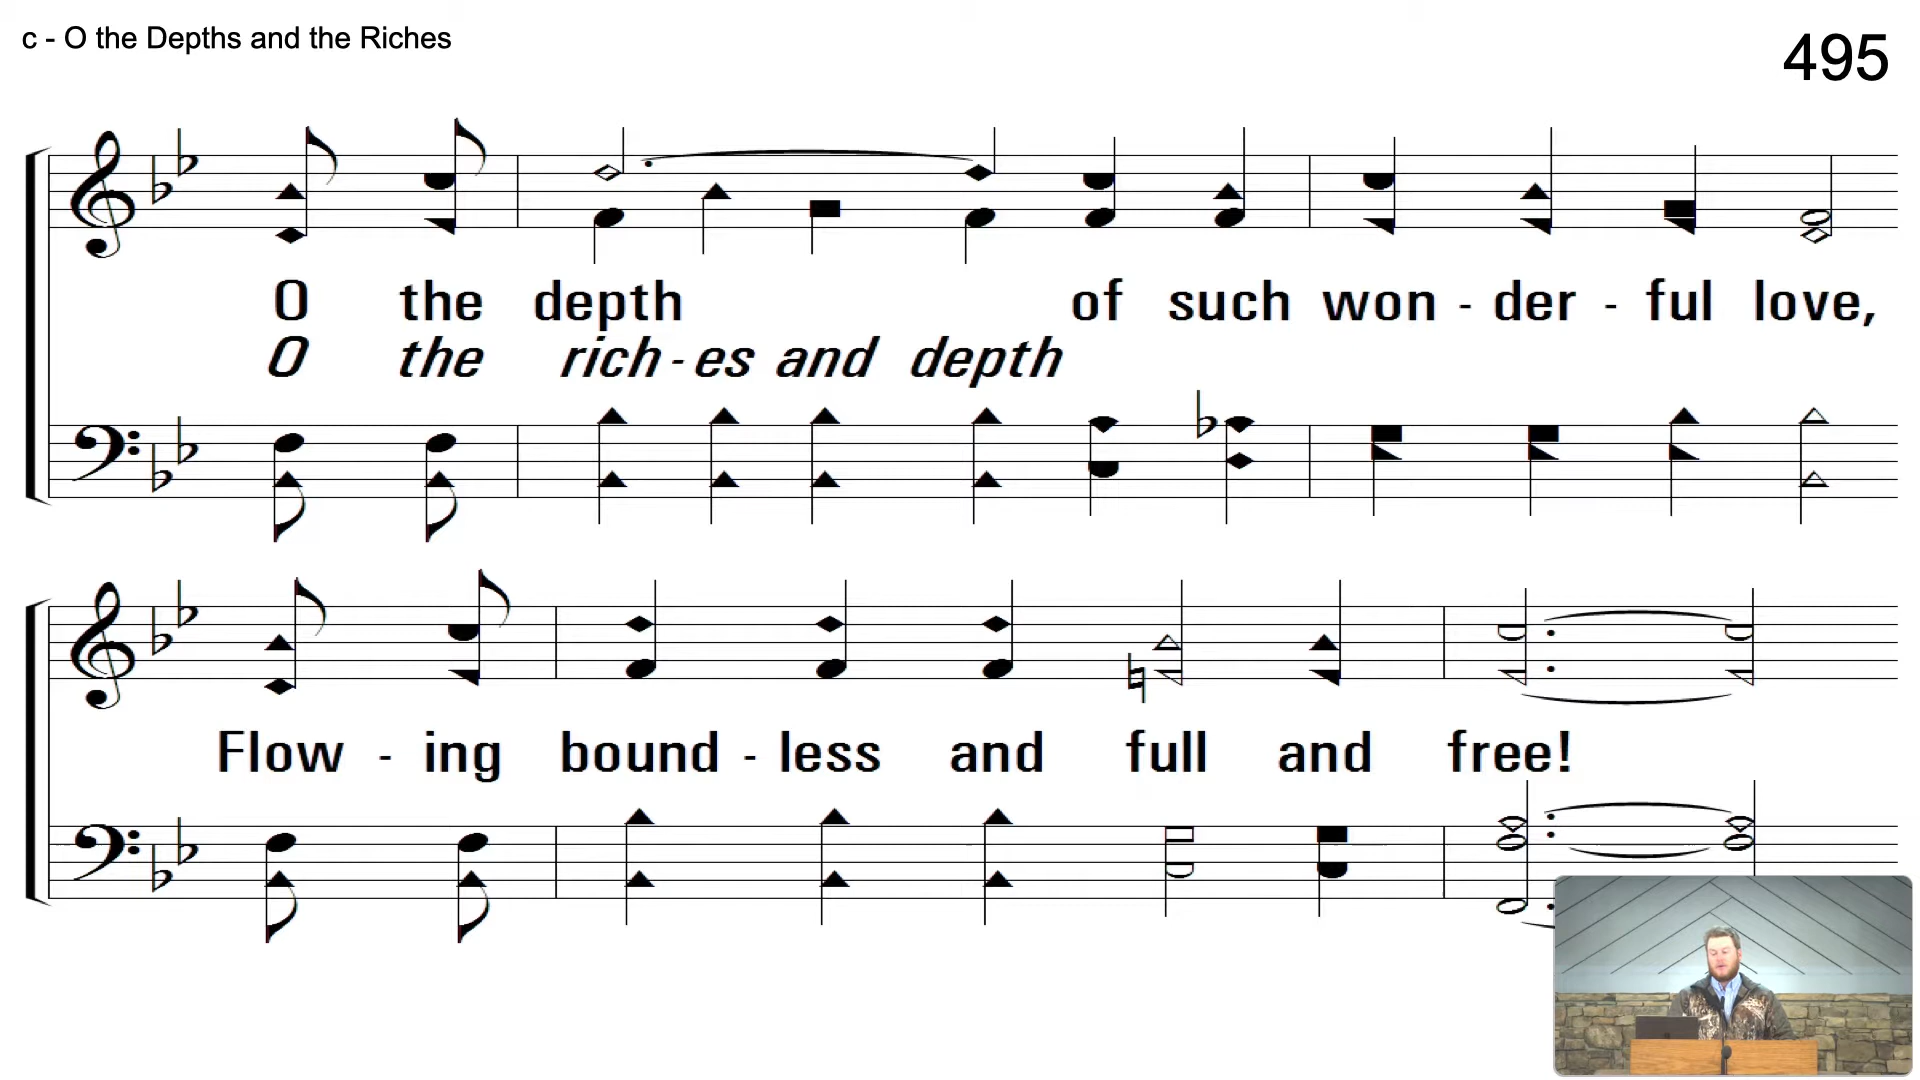 c - O the Depths and the Riches
495
O the depth of such won - der - ful love,
O the rich - es and depth
Flow - ing bound - less and full and free!